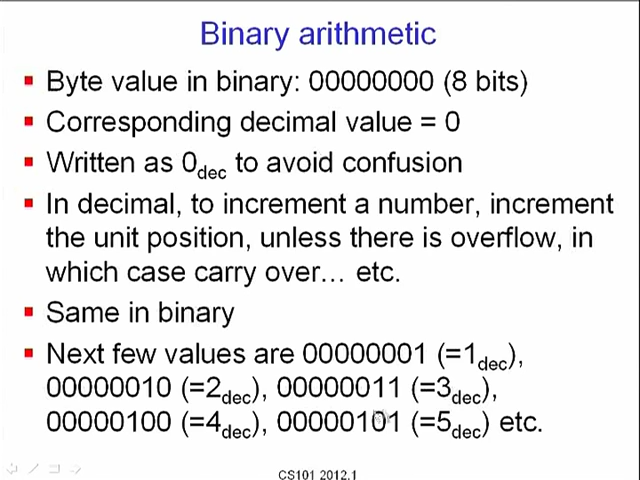 Binary arithmetic
Byte value in binary: 00000000 (8 bits)
Corresponding decimal value = 0
Written as 0dec to avoid confusion
In decimal, to increment a number, increment
the unit position, unless there is overflow, in
which case carry over… etc.
Same in binary
Next few values are 00000001 (=1dec),
00000010 (=2dec), 00000011 (=3dec),
00000100 (=4dec), 00000101 (=5dec) etc.
CS101 2012.1